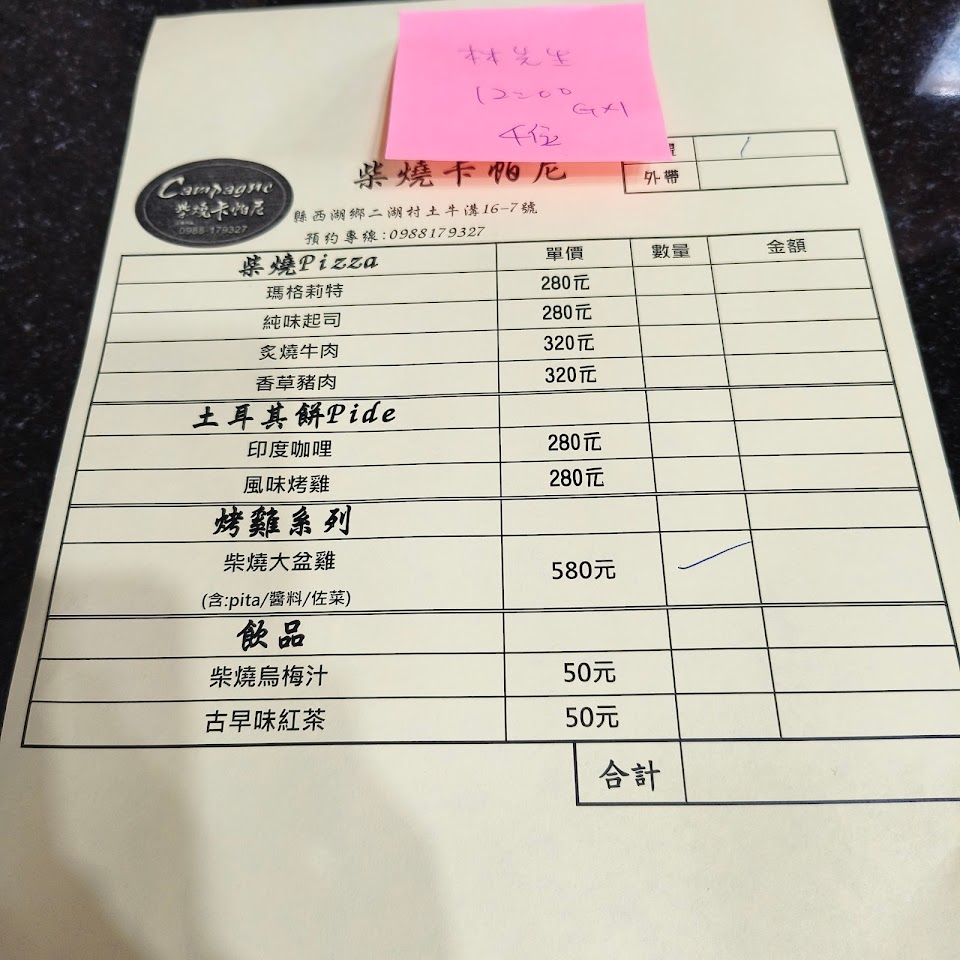 林先生
12:00
G×1
4位
柴燒卡帕尼
外帶
Campagne
柴燒卡帕尼
0988-179327
縣西湖鄉二湖村土牛溝16-7號
預約專線:0988179327
柴燒Pizza 單價 數量 金額
瑪格莉特 280元
純味起司 280元
炙燒牛肉 320元
香草豬肉 320元
土耳其餅Pide
印度咖哩 280元
風味烤雞 280元
烤雞系列
柴燒大盆雞 580元
(含:pita/醬料/佐菜)
飲品
柴燒烏梅汁 50元
古早味紅茶 50元
合計